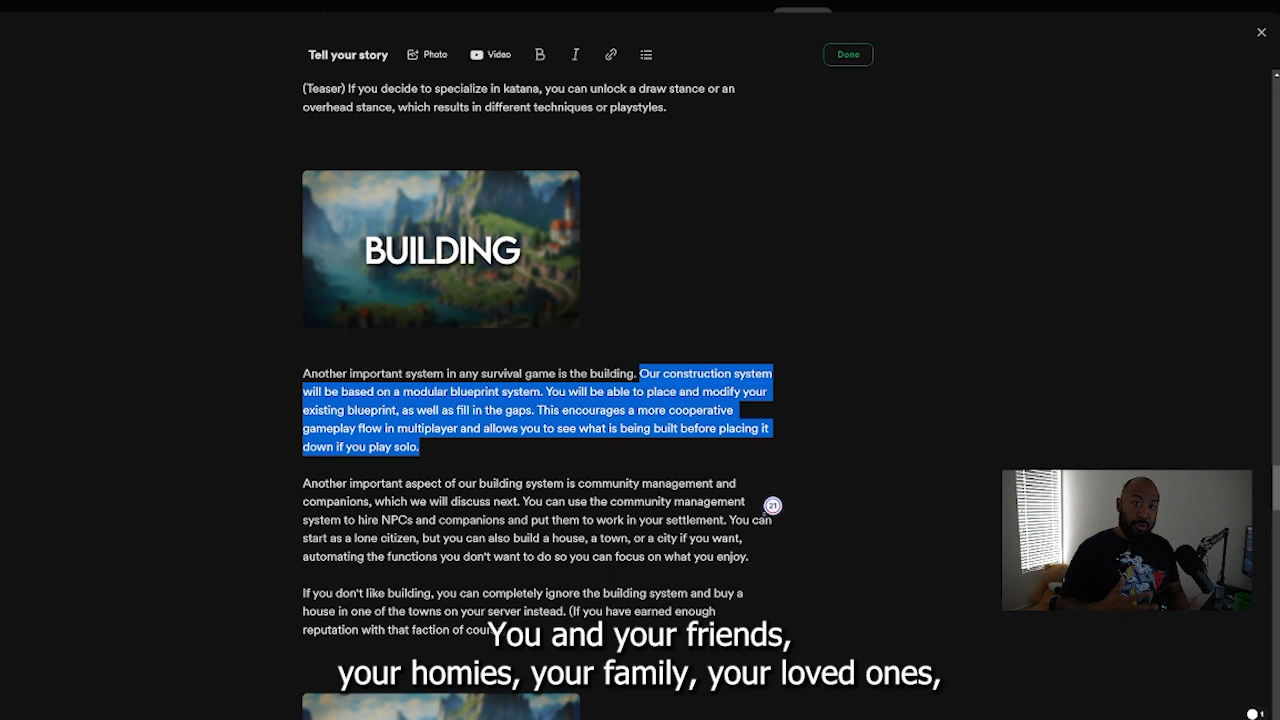 Tell your story
Photo
Video
B
I
Done
(Teaser) If you decide to specialize in katana, you can unlock a draw stance or an
overhead stance, which results in different techniques or playstyles.
BUILDING
Another important system in any survival game is the building. Our construction system
will be based on a modular blueprint system. You will be able to place and modify your
existing blueprint, as well as fill in the gaps. This encourages a more cooperative
gameplay flow in multiplayer and allows you to see what is being built before placing it
down if you play solo.
Another important aspect of our building system is community management and
companions, which we will discuss next. You can use the community management
system hire NPCs and companions and put them to work in your settlement. You can
start as a lone citizen, but you can also build a house, a town, or a city if you want,
automating the functions you don't want to do so you can focus on what you enjoy.
21
If you don't like building, you can completely ignore the building system and buy a
house in one of the towns on your server instead. (If you have earned enough
reputation with that faction of
You and your friends,
your homies, your family, your loved ones,
1